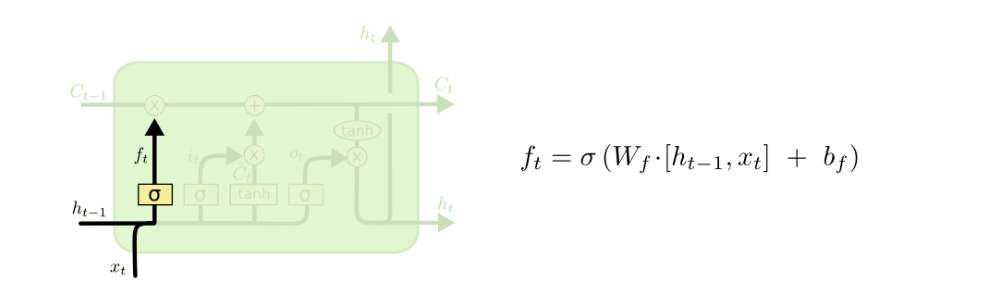 h_t
C_{t-1}
C_t
x
+
tanh
f_t
i_t
o_t
x
x
C̃_t
σ
σ
tanh
σ
h_{t-1}
h_t
x_t
f_t = σ (W_f · [h_{t-1}, x_t] + b_f)